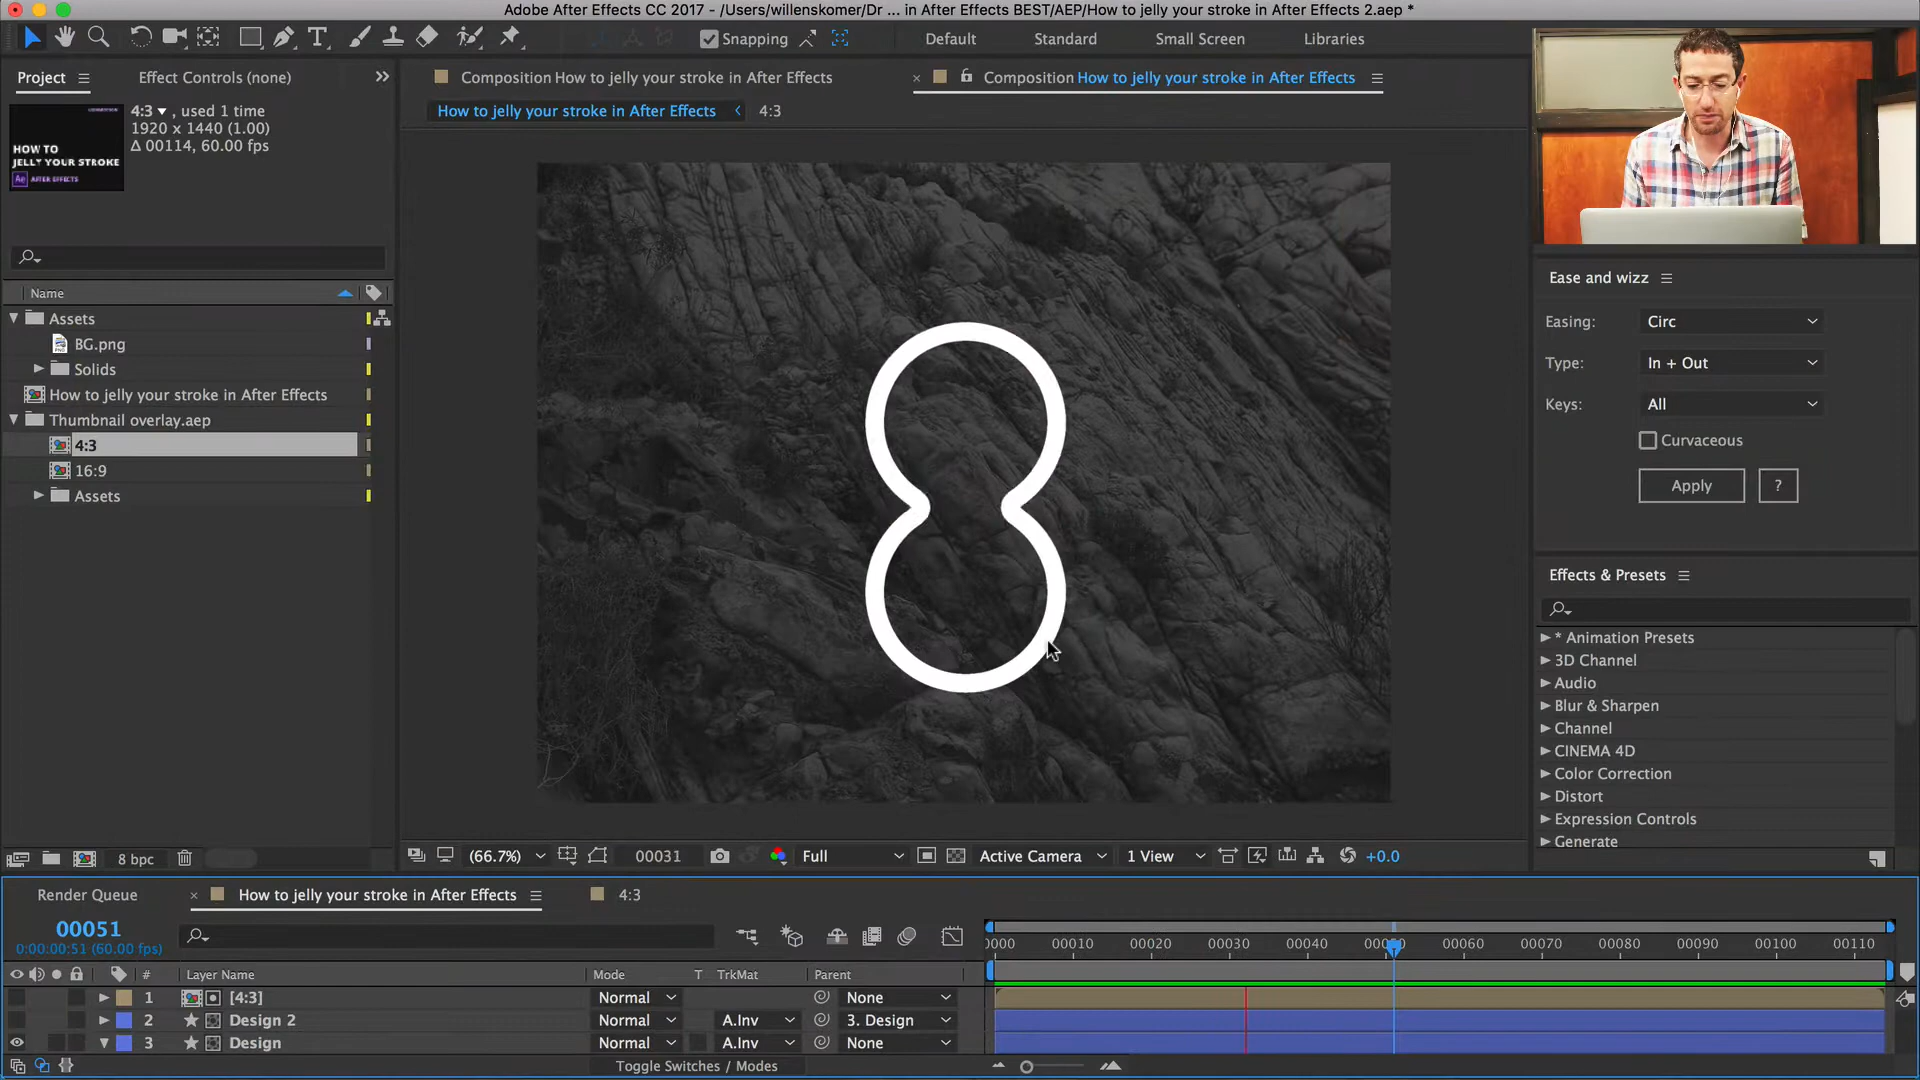 Adobe After Effects CC 2017 - /Users/willenskomer/Dr ... in After Effects BEST/AEP/How to jelly your stroke in After Effects 2.aep *
Snapping
Default
Standard
Small Screen
Libraries
Project
Effect Controls (none)
Composition How to jelly your stroke in After Effects
Composition How to jelly your stroke in After Effects
How to jelly your stroke in After Effects
4:3
4:3 , used 1 time
1920 x 1440 (1.00)
Δ 00114, 60.00 fps
HOW TO
JELLY YOUR STROKE
Ae AFTER EFFECTS
Name
Assets
BG.png
Solids
How to jelly your stroke in After Effects
Thumbnail overlay.aep
4:3
16:9
Assets
8
Ease and wizz
Easing: Circ
Type: In + Out
Keys: All
Curvaceous
Apply
?
Effects & Presets
* Animation Presets
3D Channel
Audio
Blur & Sharpen
Channel
CINEMA 4D
Color Correction
Distort
Expression Controls
Generate
8 bpc
(66.7%)
00031
Full
Active Camera
1 View
+0.0
Render Queue
How to jelly your stroke in After Effects
4:3
00051
0:00:00:51 (60.00 fps)
0000 00010 00020 00030 00040 00060 00070 00080 00090 00100 00110
# Layer Name Mode T TrkMat Parent
1 [4:3] Normal None
2 Design 2 Normal A.Inv 3. Design
3 Design Normal A.Inv None
Toggle Switches / Modes